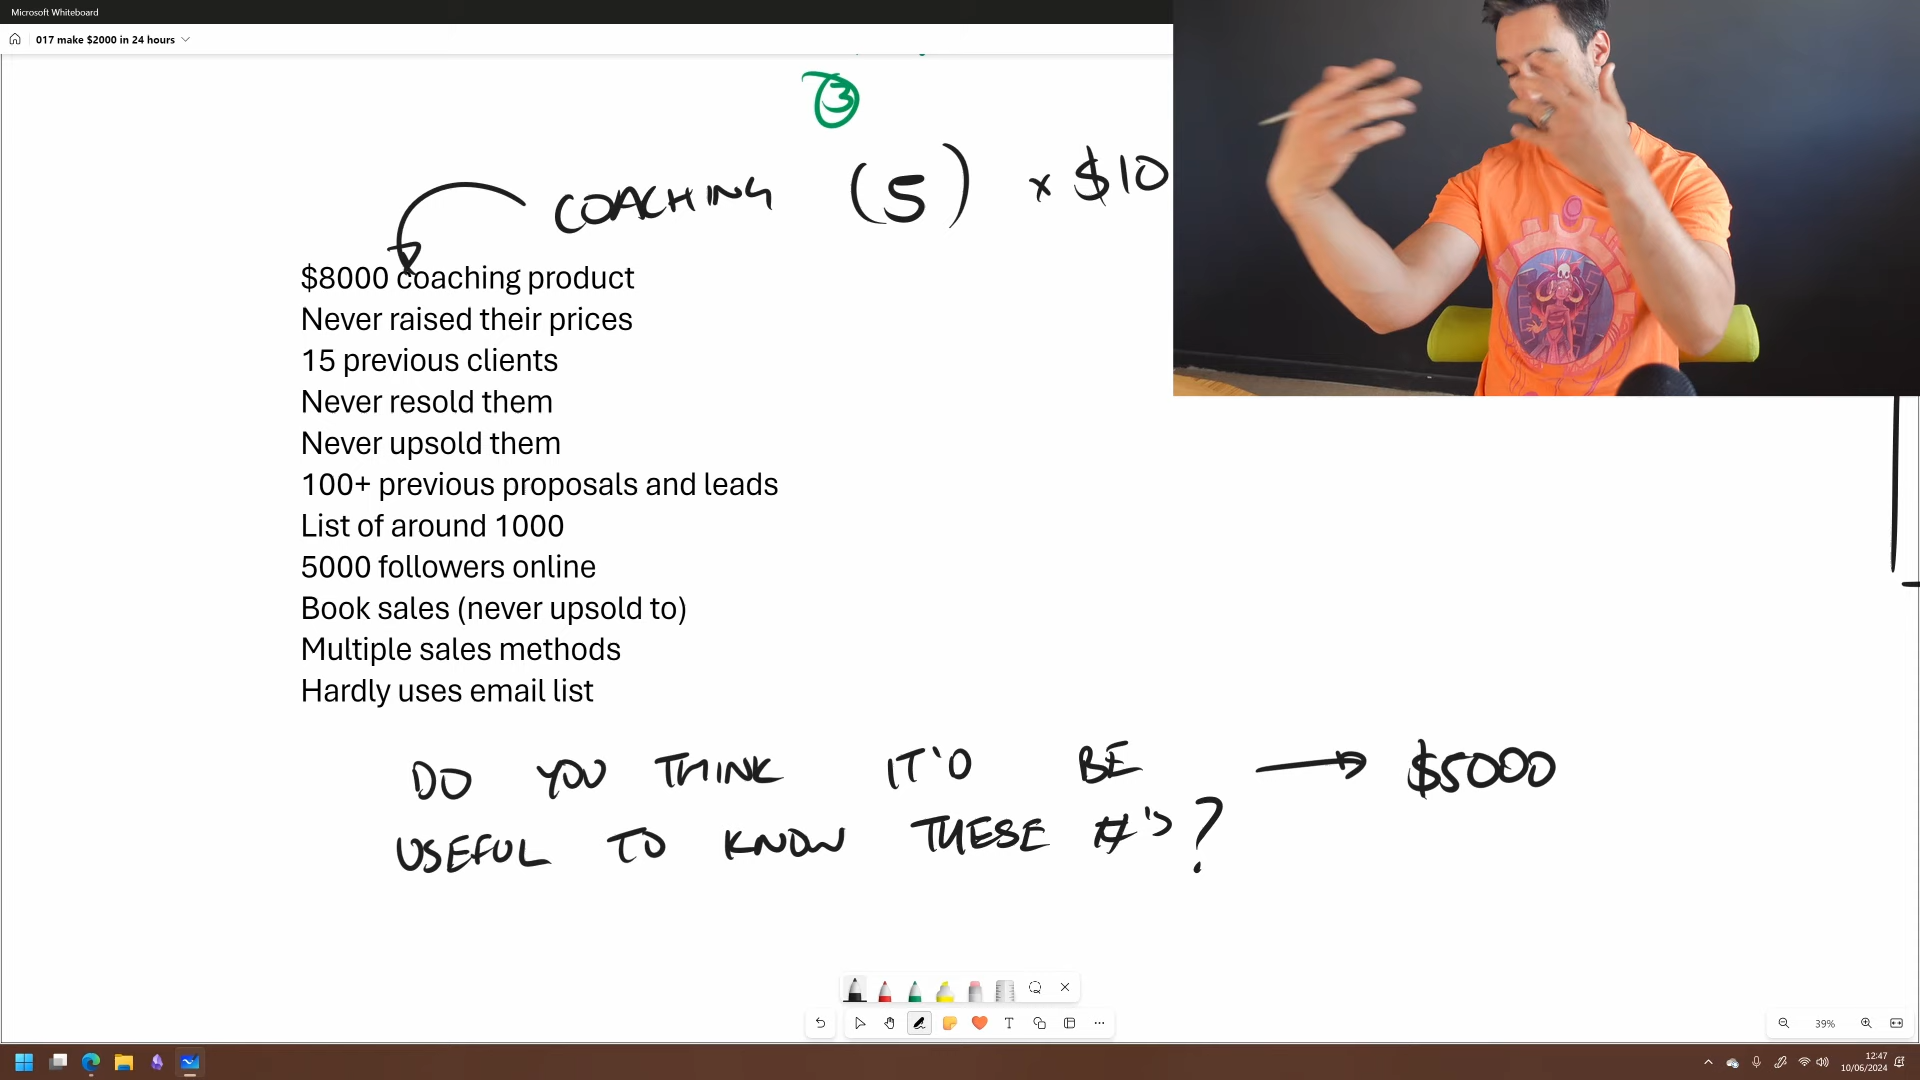 Microsoft Whiteboard
017 make $2000 in 24 hours
3
COACHING (5) x $10
$8000 coaching product
Never raised their prices
15 previous clients
Never resold them
Never upsold them
100+ previous proposals and leads
List of around 1000
5000 followers online
Book sales (never upsold to)
Multiple sales methods
Hardly uses email list
DO YOU THINK IT'D BE → $5000
USEFUL TO KNOW THESE #'S?
39%
12:47
10/06/2024